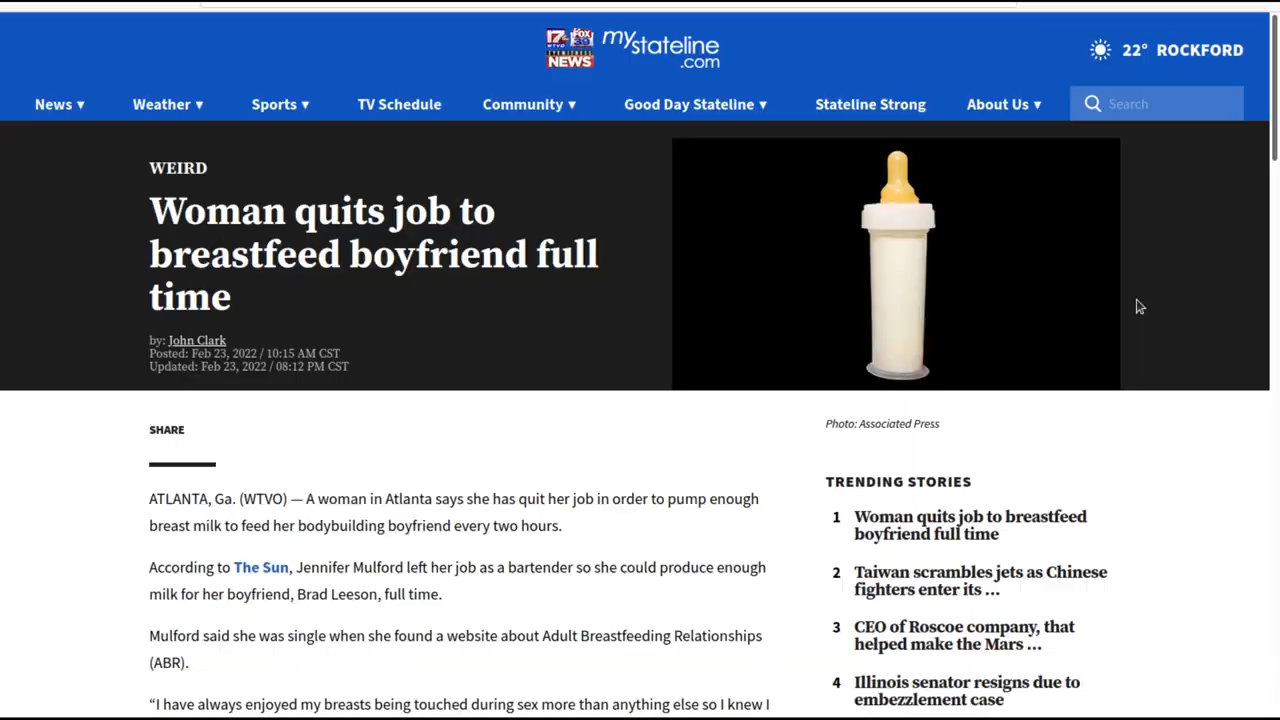 17 WTVO FOX 39
EYEWITNESS
NEWS
mystateline
.com
22° ROCKFORD
News ▾ Weather ▾ Sports ▾ TV Schedule Community ▾ Good Day Stateline ▾ Stateline Strong About Us ▾ Search
WEIRD
Woman quits job to
breastfeed boyfriend full
time
by: John Clark
Posted: Feb 23, 2022 / 10:15 AM CST
Updated: Feb 23, 2022 / 08:12 PM CST
SHARE
ATLANTA, Ga. (WTVO) — A woman in Atlanta says she has quit her job in order to pump enough
breast milk to feed her bodybuilding boyfriend every two hours.
According to The Sun, Jennifer Mulford left her job as a bartender so she could produce enough
milk for her boyfriend, Brad Leeson, full time.
Mulford said she was single when she found a website about Adult Breastfeeding Relationships
(ABR).
“I have always enjoyed my breasts being touched during sex more than anything else so I knew I
Photo: Associated Press
TRENDING STORIES
1 Woman quits job to breastfeed
boyfriend full time
2 Taiwan scrambles jets as Chinese
fighters enter its …
3 CEO of Roscoe company, that
helped make the Mars …
4 Illinois senator resigns due to
embezzlement case